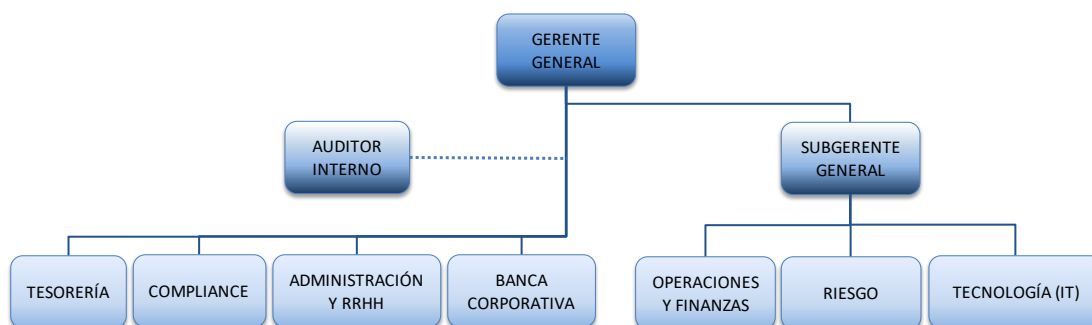 GERENTE
GENERAL
AUDITOR
INTERNO
SUBGERENTE
GENERAL
TESORERÍA
COMPLIANCE
ADMINISTRACIÓN
Y RRHH
BANCA
CORPORATIVA
OPERACIONES
Y FINANZAS
RIESGO
TECNOLOGÍA (IT)